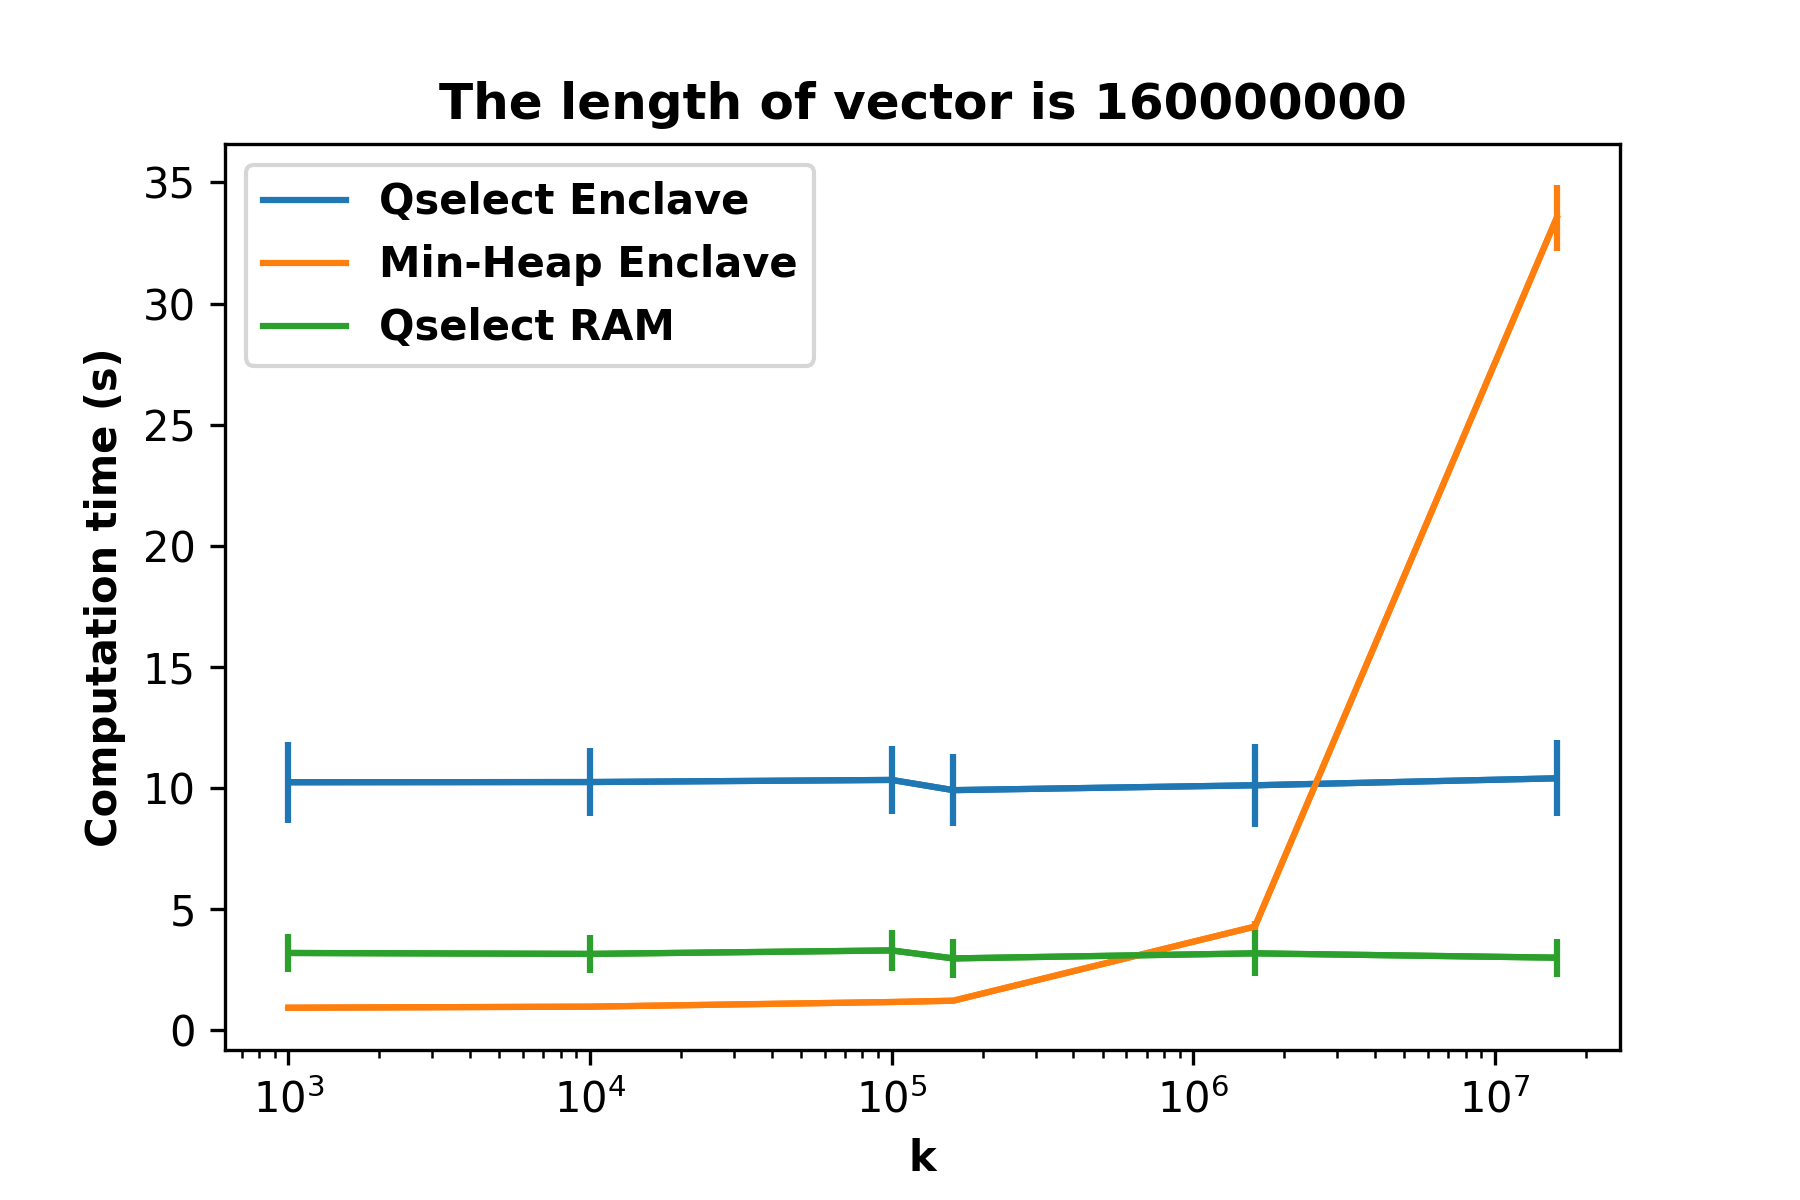 The length of vector is 160000000
Qselect Enclave
Min-Heap Enclave
Qselect RAM
Computation time (s)
35
30
25
20
15
10
5
0
10³ 10⁴ 10⁵ 10⁶ 10⁷
k